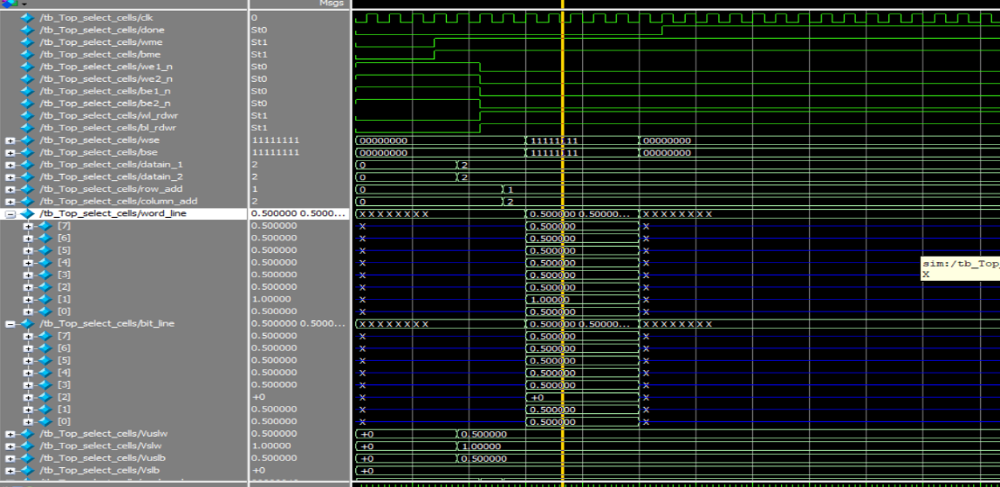 Msgs
/tb_Top_select_cells/clk 0
/tb_Top_select_cells/done St0
/tb_Top_select_cells/wme St1
/tb_Top_select_cells/bme St1
/tb_Top_select_cells/we1_n St0
/tb_Top_select_cells/we2_n St0
/tb_Top_select_cells/be1_n St0
/tb_Top_select_cells/be2_n St0
/tb_Top_select_cells/wl_rdwr St1
/tb_Top_select_cells/bl_rdwr St1
/tb_Top_select_cells/wse 11111111 00000000 11111111 00000000
/tb_Top_select_cells/bse 11111111 00000000 11111111 00000000
/tb_Top_select_cells/datain_1 2 0 2
/tb_Top_select_cells/datain_2 2 0 2
/tb_Top_select_cells/row_add 1 0 1
/tb_Top_select_cells/column_add 2 0 2
/tb_Top_select_cells/word_line 0.500000 0.5000... X X X X X X X X 0.500000 0.50000... X X X X X X X X
[7] 0.500000 X 0.500000 X
[6] 0.500000 X 0.500000 X
[5] 0.500000 X 0.500000 X
[4] 0.500000 X 0.500000 X
sim:/tb_Top_
[3] 0.500000 X 0.500000 X
X
[2] 0.500000 X 0.500000 X
[1] 1.00000 X 1.00000 X
[0] 0.500000 X 0.500000 X
/tb_Top_select_cells/bit_line 0.500000 0.5000... X X X X X X X X 0.500000 0.50000... X X X X X X X X
[7] 0.500000 X 0.500000 X
[6] 0.500000 X 0.500000 X
[5] 0.500000 X 0.500000 X
[4] 0.500000 X 0.500000 X
[3] 0.500000 X 0.500000 X
[2] +0 X +0 X
[1] 0.500000 X 0.500000 X
[0] 0.500000 X 0.500000 X
/tb_Top_select_cells/Vuslw 0.500000 +0 0.500000
/tb_Top_select_cells/Vslw 1.00000 +0 1.00000
/tb_Top_select_cells/Vuslb 0.500000 +0 0.500000
/tb_Top_select_cells/Vslb +0 +0